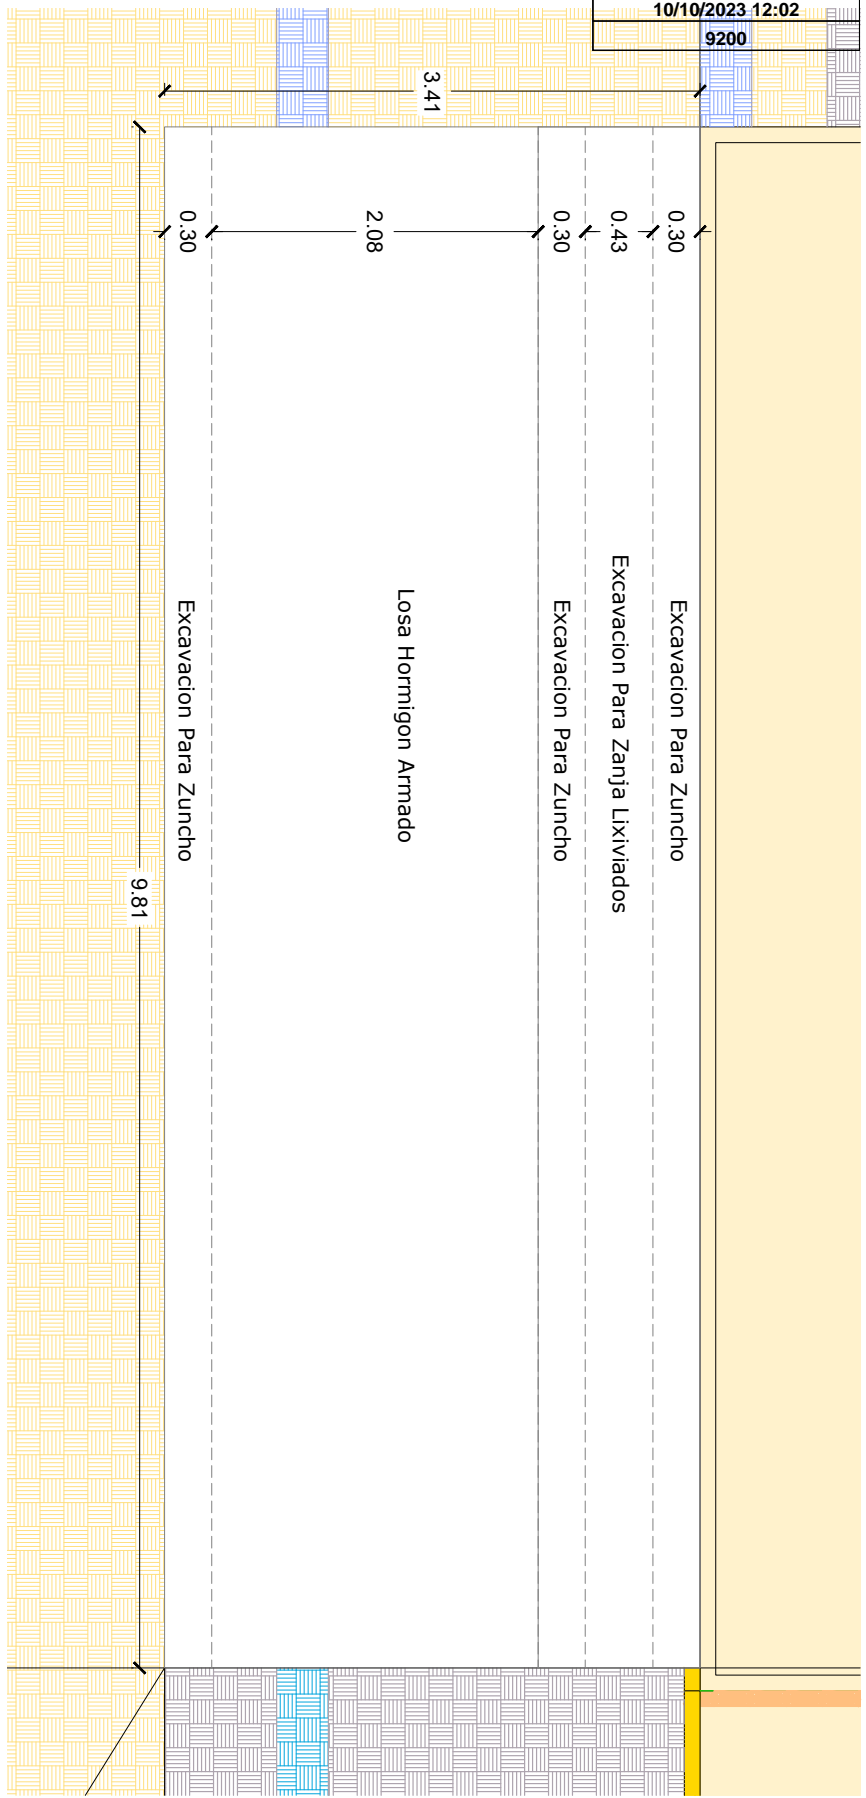 10/10/2023 12:02
9200
3.41
0.30
2.08
0.30
0.43
0.30
Excavacion Para Zuncho
Losa Hormigon Armado
Excavacion Para Zuncho
Excavacion Para Zanja Lixiviados
Excavacion Para Zuncho
9.81